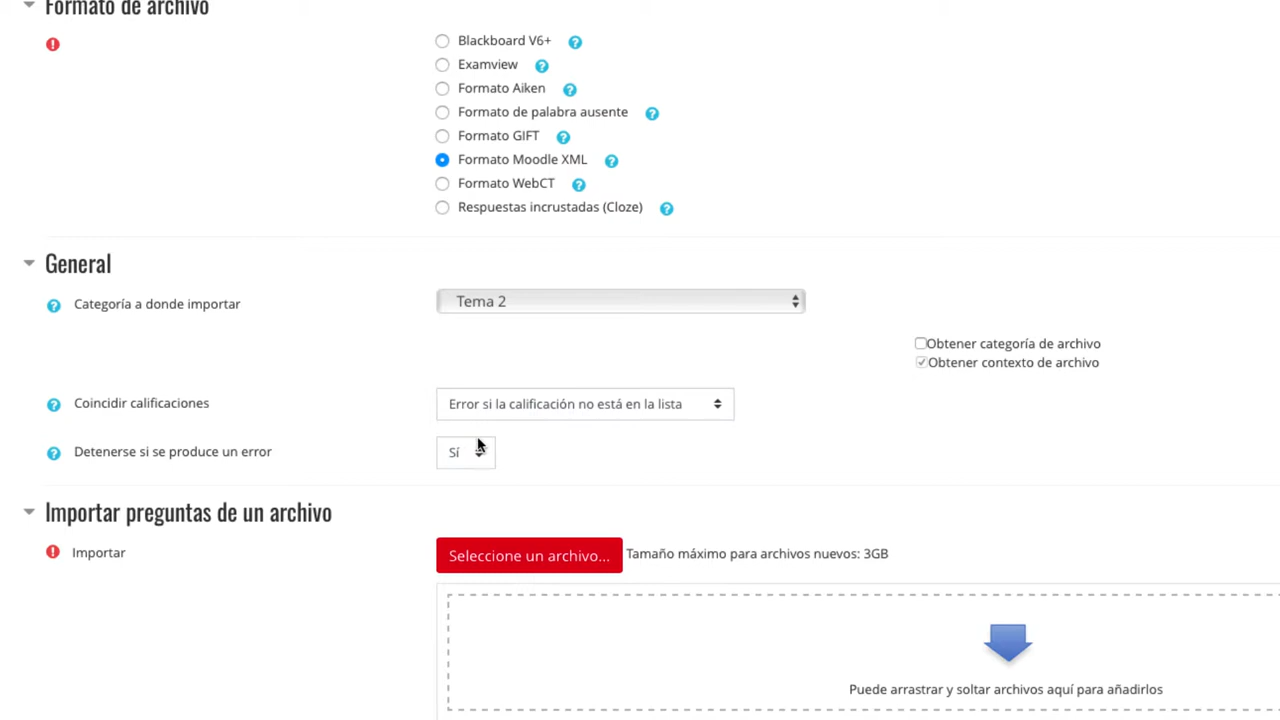 Formato de archivo
Blackboard V6+
Examview
Formato Aiken
Formato de palabra ausente
Formato GIFT
Formato Moodle XML
Formato WebCT
Respuestas incrustadas (Cloze)
General
Categoría a donde importar
Tema 2
Obtener categoría de archivo
Obtener contexto de archivo
Coincidir calificaciones
Error si la calificación no está en la lista
Detenerse si se produce un error
Sí
Importar preguntas de un archivo
Importar
Seleccione un archivo... Tamaño máximo para archivos nuevos: 3GB
Puede arrastrar y soltar archivos aquí para añadirlos